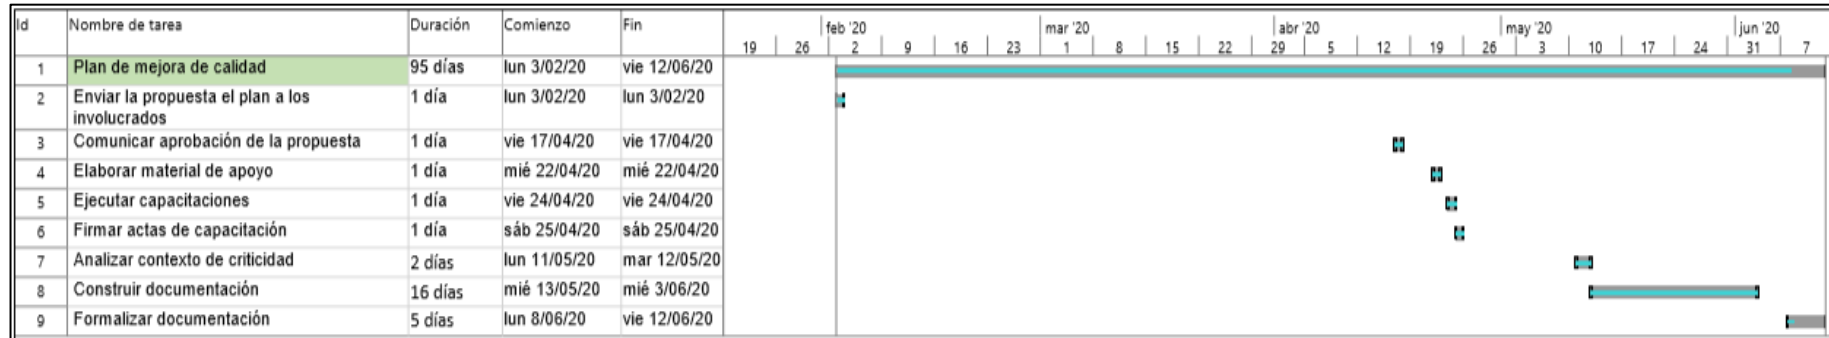 Id Nombre de tarea Duración Comienzo Fin feb '20 mar '20 abr '20 may '20 jun '20
19 26 2 9 16 23 1 8 15 22 29 5 12 19 26 3 10 17 24 31 7
1 Plan de mejora de calidad 95 días lun 3/02/20 vie 12/06/20
2 Enviar la propuesta el plan a los 1 día lun 3/02/20 lun 3/02/20
involucrados
3 Comunicar aprobación de la propuesta 1 día vie 17/04/20 vie 17/04/20
4 Elaborar material de apoyo 1 día mié 22/04/20 mié 22/04/20
5 Ejecutar capacitaciones 1 día vie 24/04/20 vie 24/04/20
6 Firmar actas de capacitación 1 día sáb 25/04/20 sáb 25/04/20
7 Analizar contexto de criticidad 2 días lun 11/05/20 mar 12/05/20
8 Construir documentación 16 días mié 13/05/20 mié 3/06/20
9 Formalizar documentación 5 días lun 8/06/20 vie 12/06/20